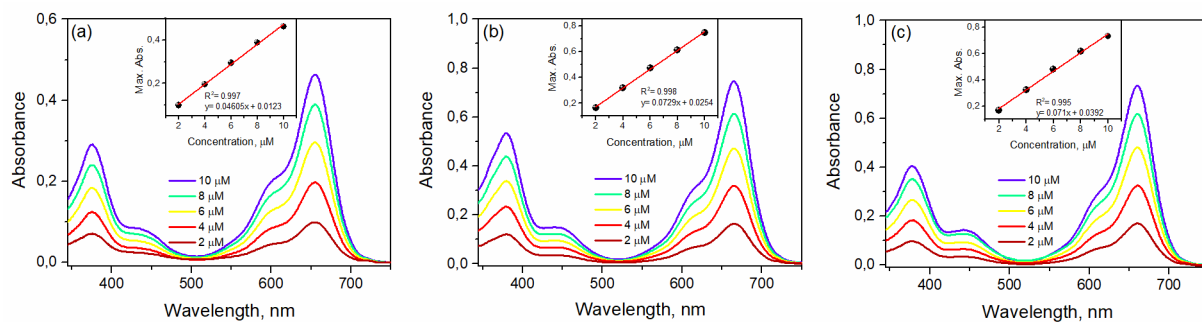 (a)
0,6
0,4
0,2
0,0
Absorbance
400
500
600
700
Wavelength, nm
10 μM
8 μM
6 μM
4 μM
2 μM
Max. Abs.
0,4
0,2
R²= 0.997
y= 0.04605x + 0.0123
2
4
6
8
10
Concentration, μM
(b)
1,0
0,8
0,6
0,4
0,2
0,0
Absorbance
400
500
600
700
Wavelength, nm
10 μM
8 μM
6 μM
4 μM
2 μM
Max. Abs.
0,8
0,6
0,4
0,2
R²= 0.998
y= 0.0729x + 0.0254
2
4
6
8
10
Concentration, μM
(c)
1,0
0,8
0,6
0,4
0,2
0,0
Absorbance
400
500
600
700
Wavelength, nm
10 μM
8 μM
6 μM
4 μM
2 μM
Max. Abs.
0,8
0,6
0,4
0,2
R²= 0.995
y= 0.071x + 0.0392
2
4
6
8
10
Concentration, μM